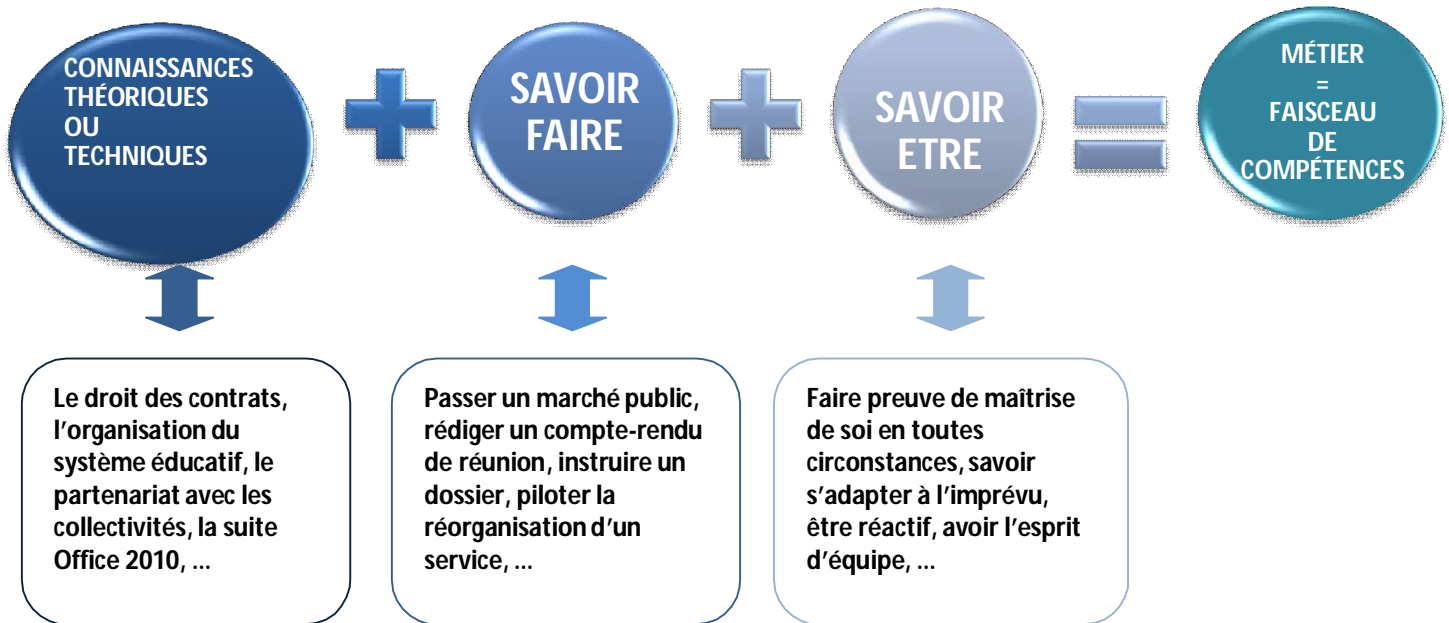 CONNAISSANCES
THÉORIQUES
OU
TECHNIQUES
SAVOIR
FAIRE
SAVOIR
ETRE
MÉTIER
=
FAISCEAU
DE
COMPÉTENCES
Le droit des contrats,
l'organisation du
système éducatif, le
partenariat avec les
collectivités, la suite
Office 2010, ...
Passer un marché public,
rédiger un compte-rendu
de réunion, instruire un
dossier, piloter la
réorganisation d'un
service, ...
Faire preuve de maîtrise
de soi en toutes
circonstances, savoir
s'adapter à l'imprévu,
être réactif, avoir l'esprit
d'équipe, ...